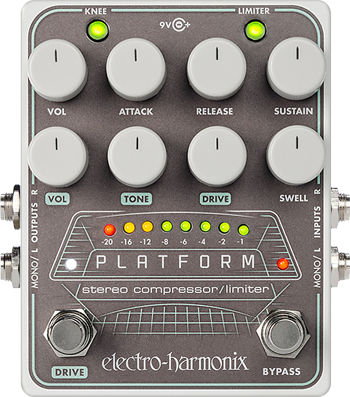 KNEE 9V LIMITER
VOL ATTACK RELEASE SUSTAIN
VOL TONE DRIVE SWELL
MONO/L OUTPUTS R
MONO/L INPUTS R
-20 -16 -12 -8 -6 -4 -2 -1
PLATFORM
stereo compressor/limiter
electro-harmonix
DRIVE BYPASS